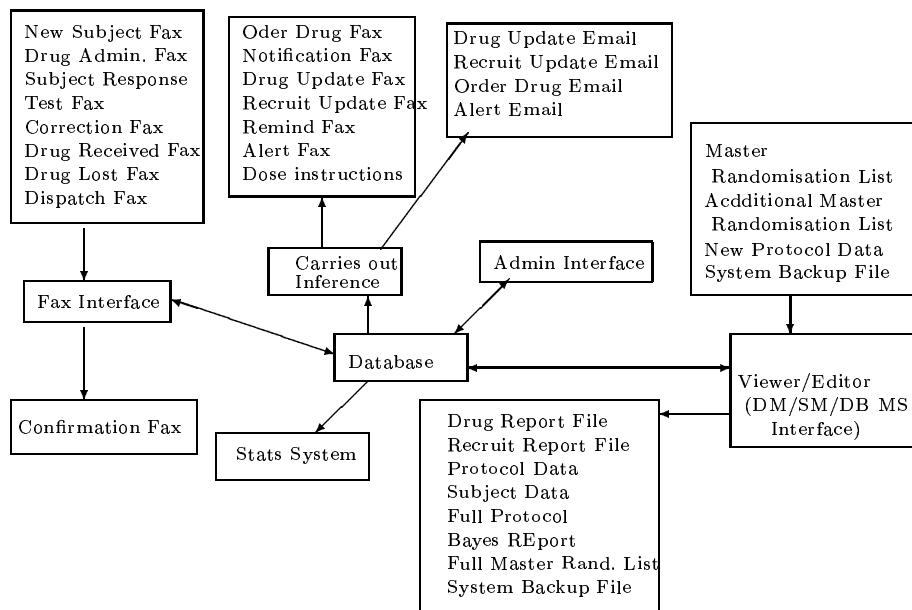 New Subject Fax
Drug Admin. Fax
Subject Response
Test Fax
Correction Fax
Drug Received Fax
Drug Lost Fax
Dispatch Fax
Oder Drug Fax
Notification Fax
Drug Update Fax
Recruit Update Fax
Remind Fax
Alert Fax
Dose instructions
Drug Update Email
Recruit Update Email
Order Drug Email
Alert Email
Master
Randomisation List
Acdditional Master
Randomisation List
New Protocol Data
System Backup File
Carries out
Inference
Admin Interface
Fax Interface
Database
Viewer/Editor
(DM/SM/DB MS
Interface)
Confirmation Fax
Stats System
Drug Report File
Recruit Report File
Protocol Data
Subject Data
Full Protocol
Bayes REport
Full Master Rand. List
System Backup File